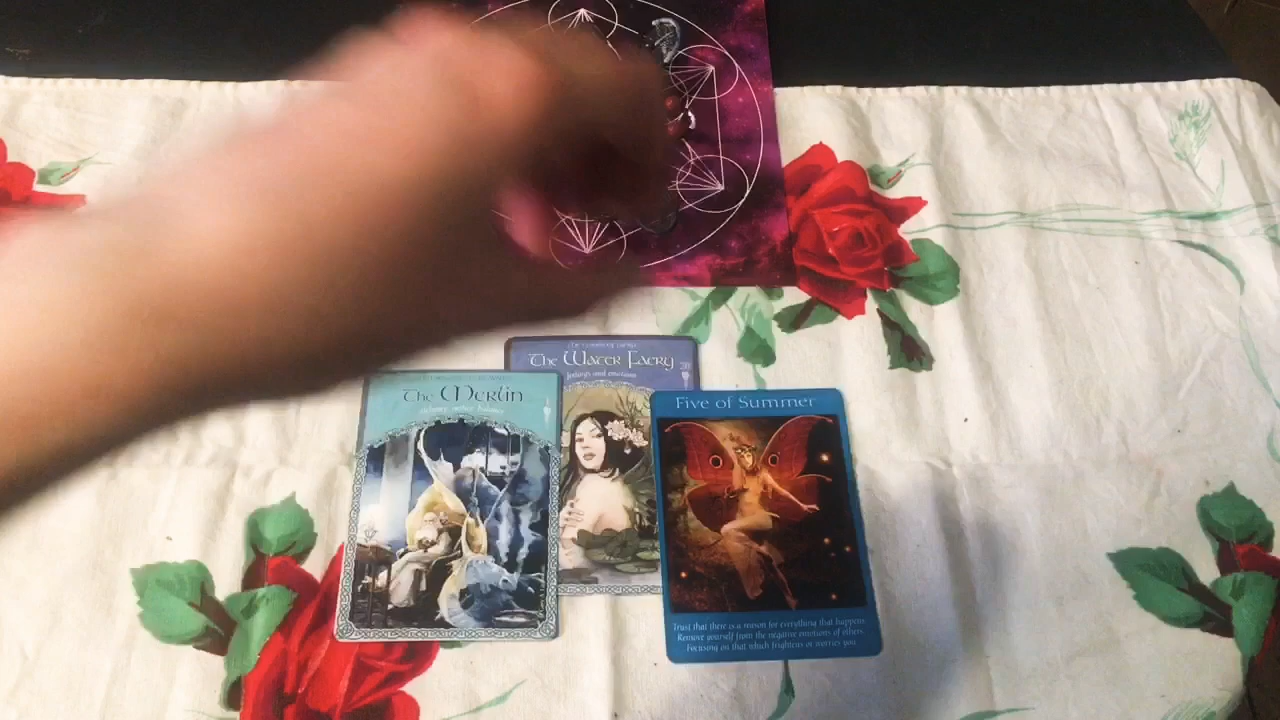 The Water Faery
20
feelings and emotions
The Merlin
Five of Summer
Trust that there is a reason for everything that happens
Remove yourself from the negative emotions of others
Focusing on that which frightens or worries you